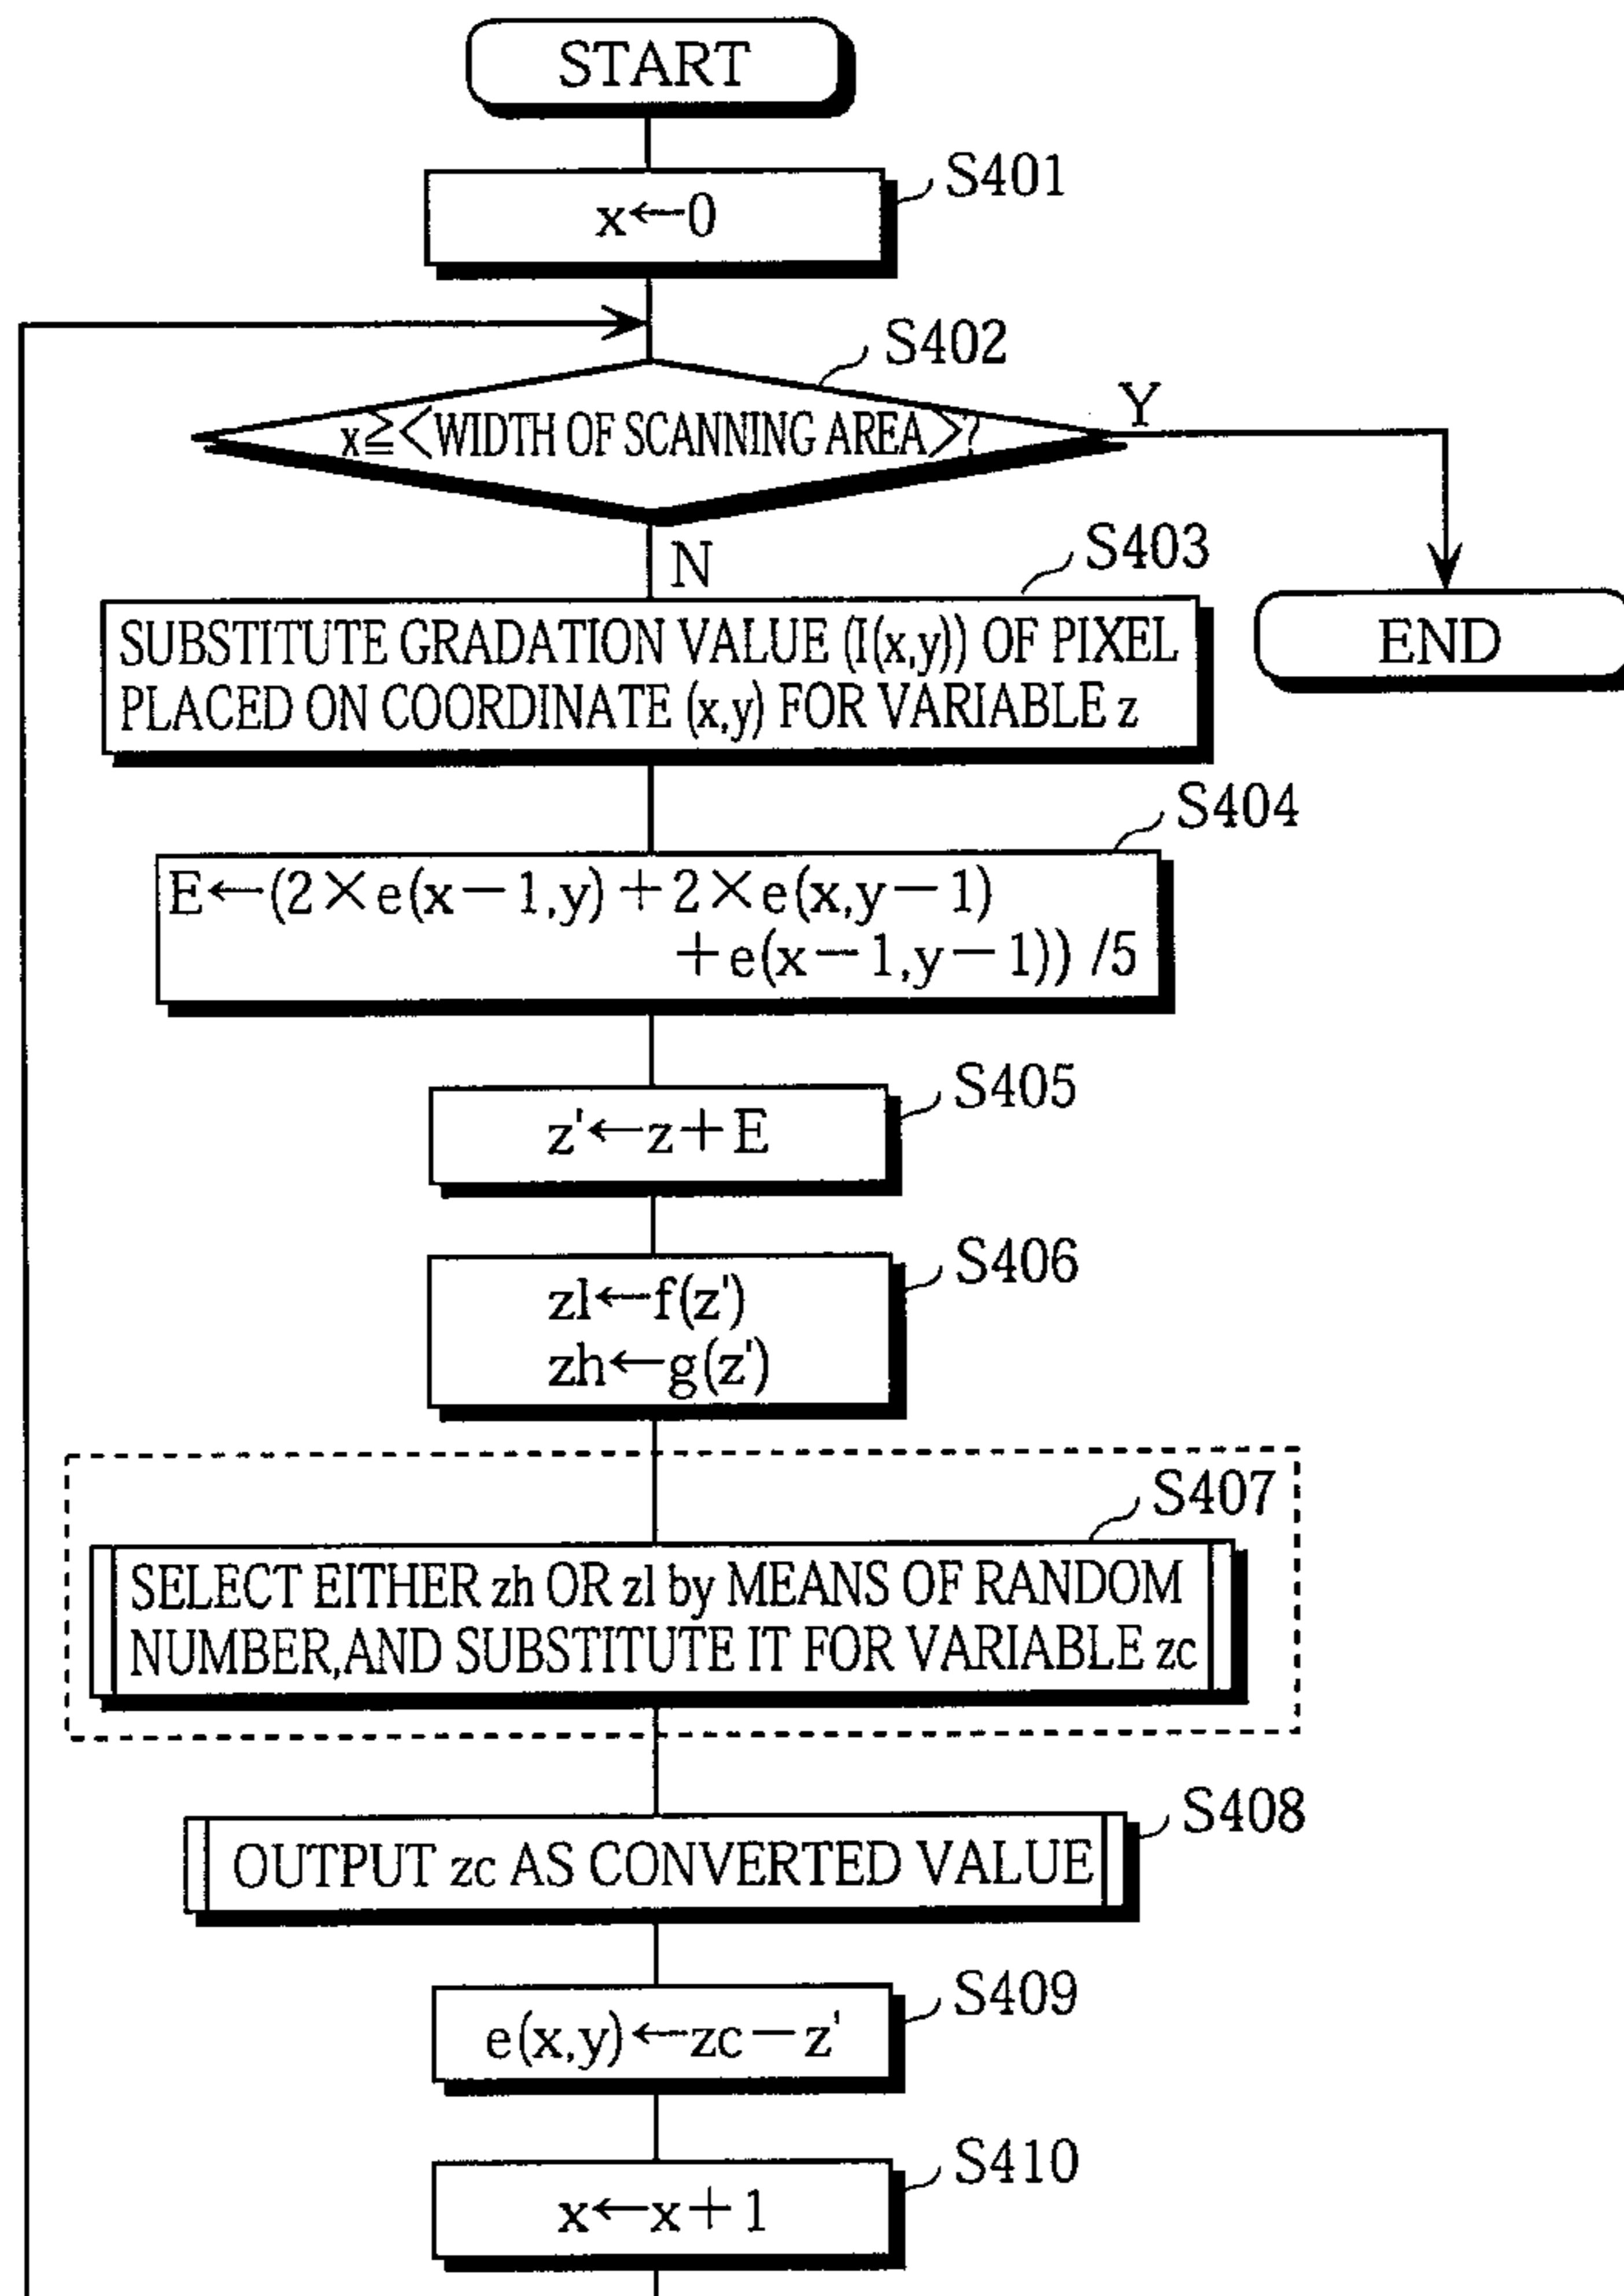 START
S401
x←0
S402
x≧<WIDTH OF SCANNING AREA>?
Y
N
END
S403
SUBSTITUTE GRADATION VALUE (I(x,y)) OF PIXEL
PLACED ON COORDINATE (x,y) FOR VARIABLE z
S404
E←(2×e(x-1,y)+2×e(x,y-1)
+e(x-1,y-1)) /5
S405
z'←z+E
S406
zl←f(z')
zh←g(z')
S407
SELECT EITHER zh OR zl by MEANS OF RANDOM
NUMBER,AND SUBSTITUTE IT FOR VARIABLE zc
S408
OUTPUT zc AS CONVERTED VALUE
S409
e(x,y)←zc-z'
S410
x←x+1